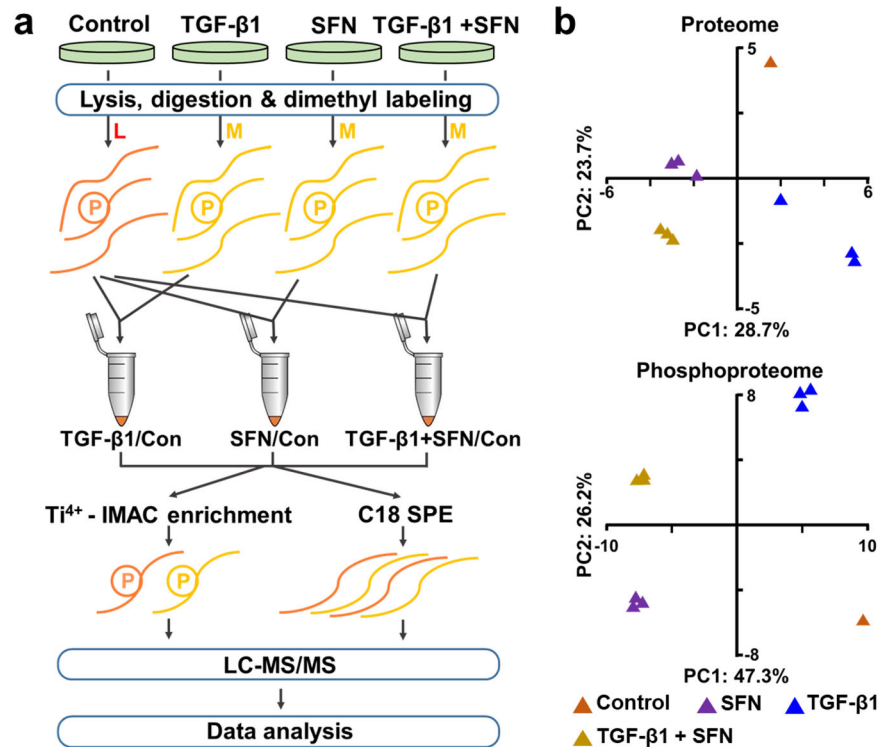 a
Control TGF-β1 SFN TGF-β1 +SFN
Lysis, digestion & dimethyl labeling
L M M M
P P P P
TGF-β1/Con SFN/Con TGF-β1+SFN/Con
Ti⁴⁺ - IMAC enrichment C18 SPE
P P
LC-MS/MS
Data analysis
b
Proteome
5
PC2: 23.7%
-6 6
-5
PC1: 28.7%
Phosphoproteome
8
PC2: 26.2%
-10 10
-8
PC1: 47.3%
Control SFN TGF-β1
TGF-β1 + SFN